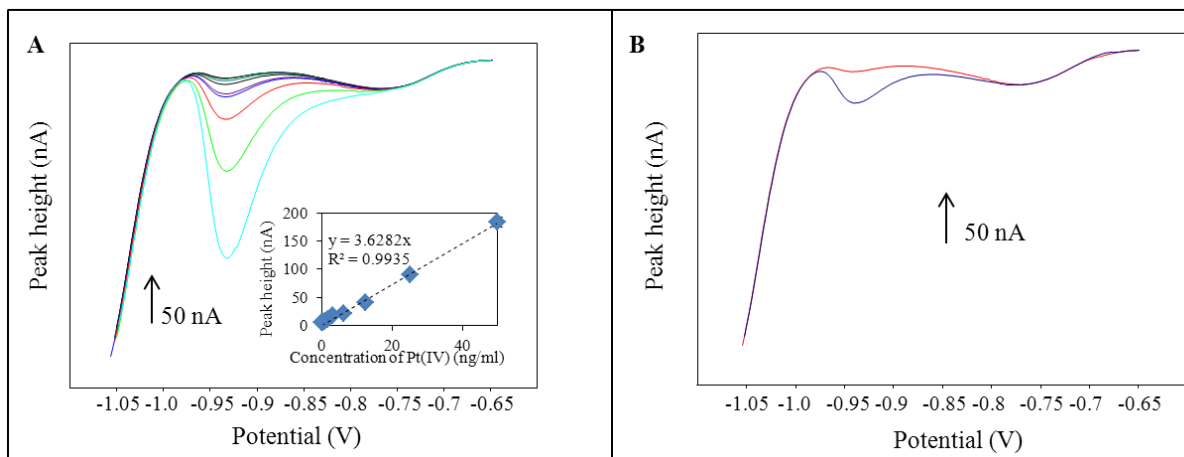 A
Peak height (nA)
50 nA
200
150
100
50
0
Peak height (nA)
y = 3.6282x
R² = 0.9935
0 20 40
Concentration of Pt(IV) (ng/ml)
-1.05 -1.0 -0.95 -0.9 -0.85 -0.8 -0.75 -0.7 -0.65
Potential (V)
B
Peak height (nA)
50 nA
-1.05 -1.0 -0.95 -0.9 -0.85 -0.8 -0.75 -0.7 -0.65
Potential (V)